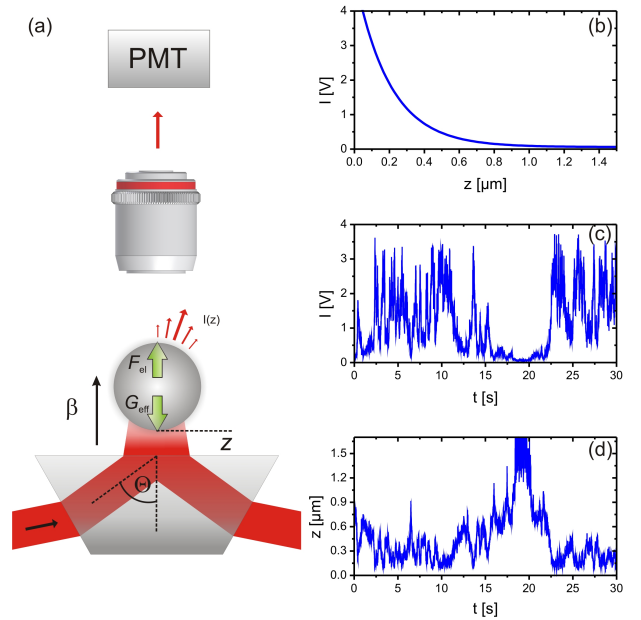 (a)
PMT
I(z)
F_el
G_eff
β
z
Θ
(b)
I [V]
4
3
2
1
0
0.0 0.2 0.4 0.6 0.8 1.0 1.2 1.4
z [μm]
(c)
I [V]
4
3
2
1
0
0 5 10 15 20 25 30
t [s]
(d)
z [μm]
1.5
1.2
0.9
0.6
0.3
0.0
0 5 10 15 20 25 30
t [s]